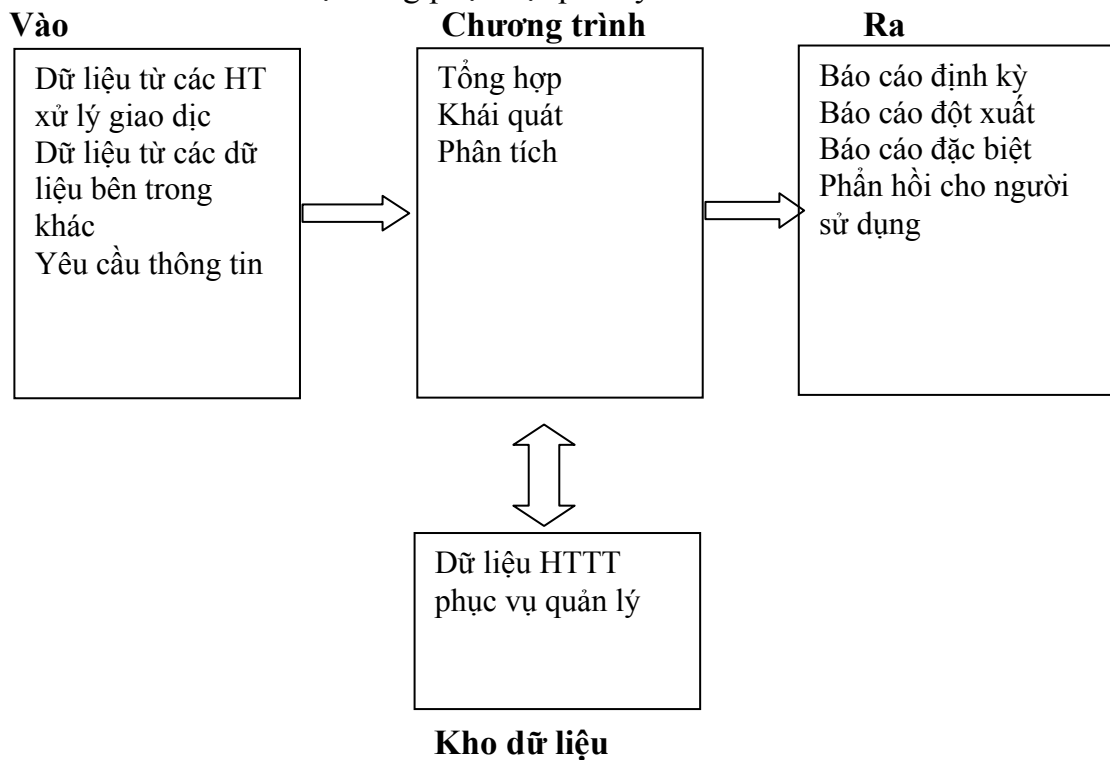 Vào
Dữ liệu từ các HT
xử lý giao dịc
Dữ liệu từ các dữ
liệu bên trong
khác
Yêu cầu thông tin
Chương trình
Tổng hợp
Khái quát
Phân tích
Ra
Báo cáo định kỳ
Báo cáo đột xuất
Báo cáo đặc biệt
Phẩn hồi cho người
sử dụng
Dữ liệu HTTT
phục vụ quản lý
Kho dữ liệu